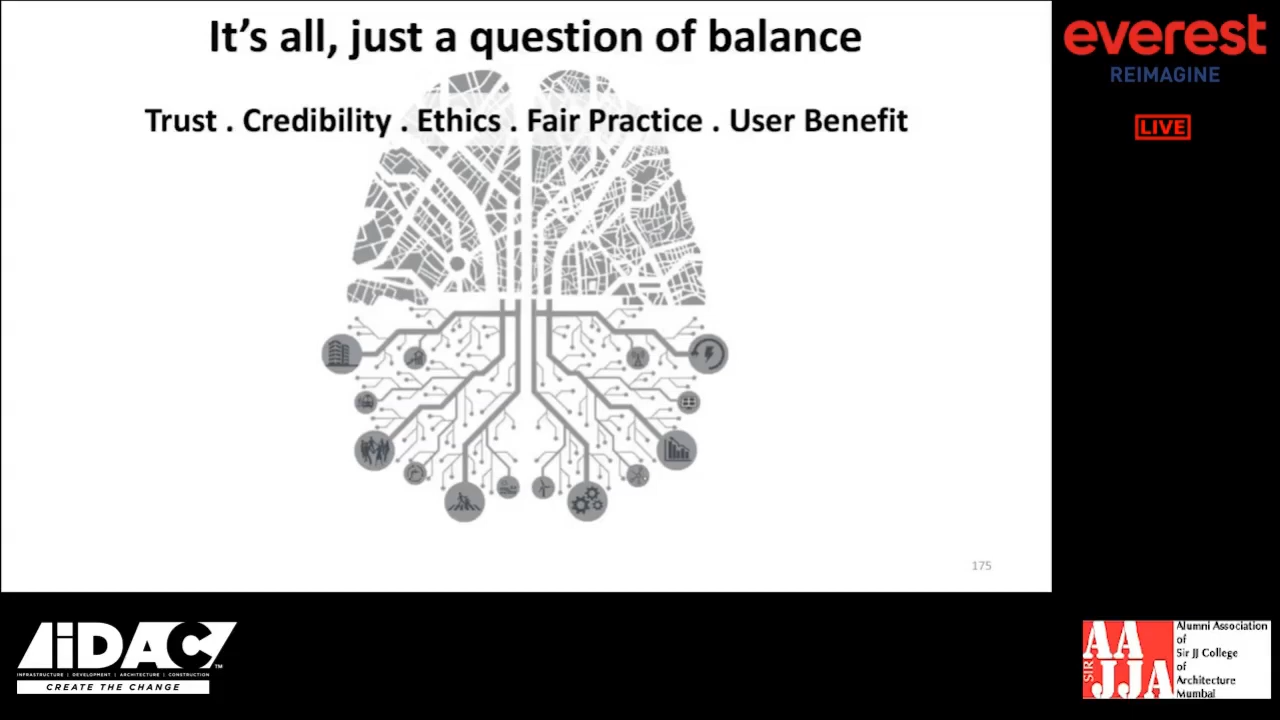 It's all, just a question of balance
Trust . Credibility . Ethics . Fair Practice . User Benefit
175
everest
REIMAGINE
LIVE
iDAC™
INFRASTRUCTURE | DEVELOPMENT | ARCHITECTURE | CONSTRUCTION
CREATE THE CHANGE
SIR
AA
JJA
Alumni Association
of
Sir JJ College
of
Architecture
Mumbai